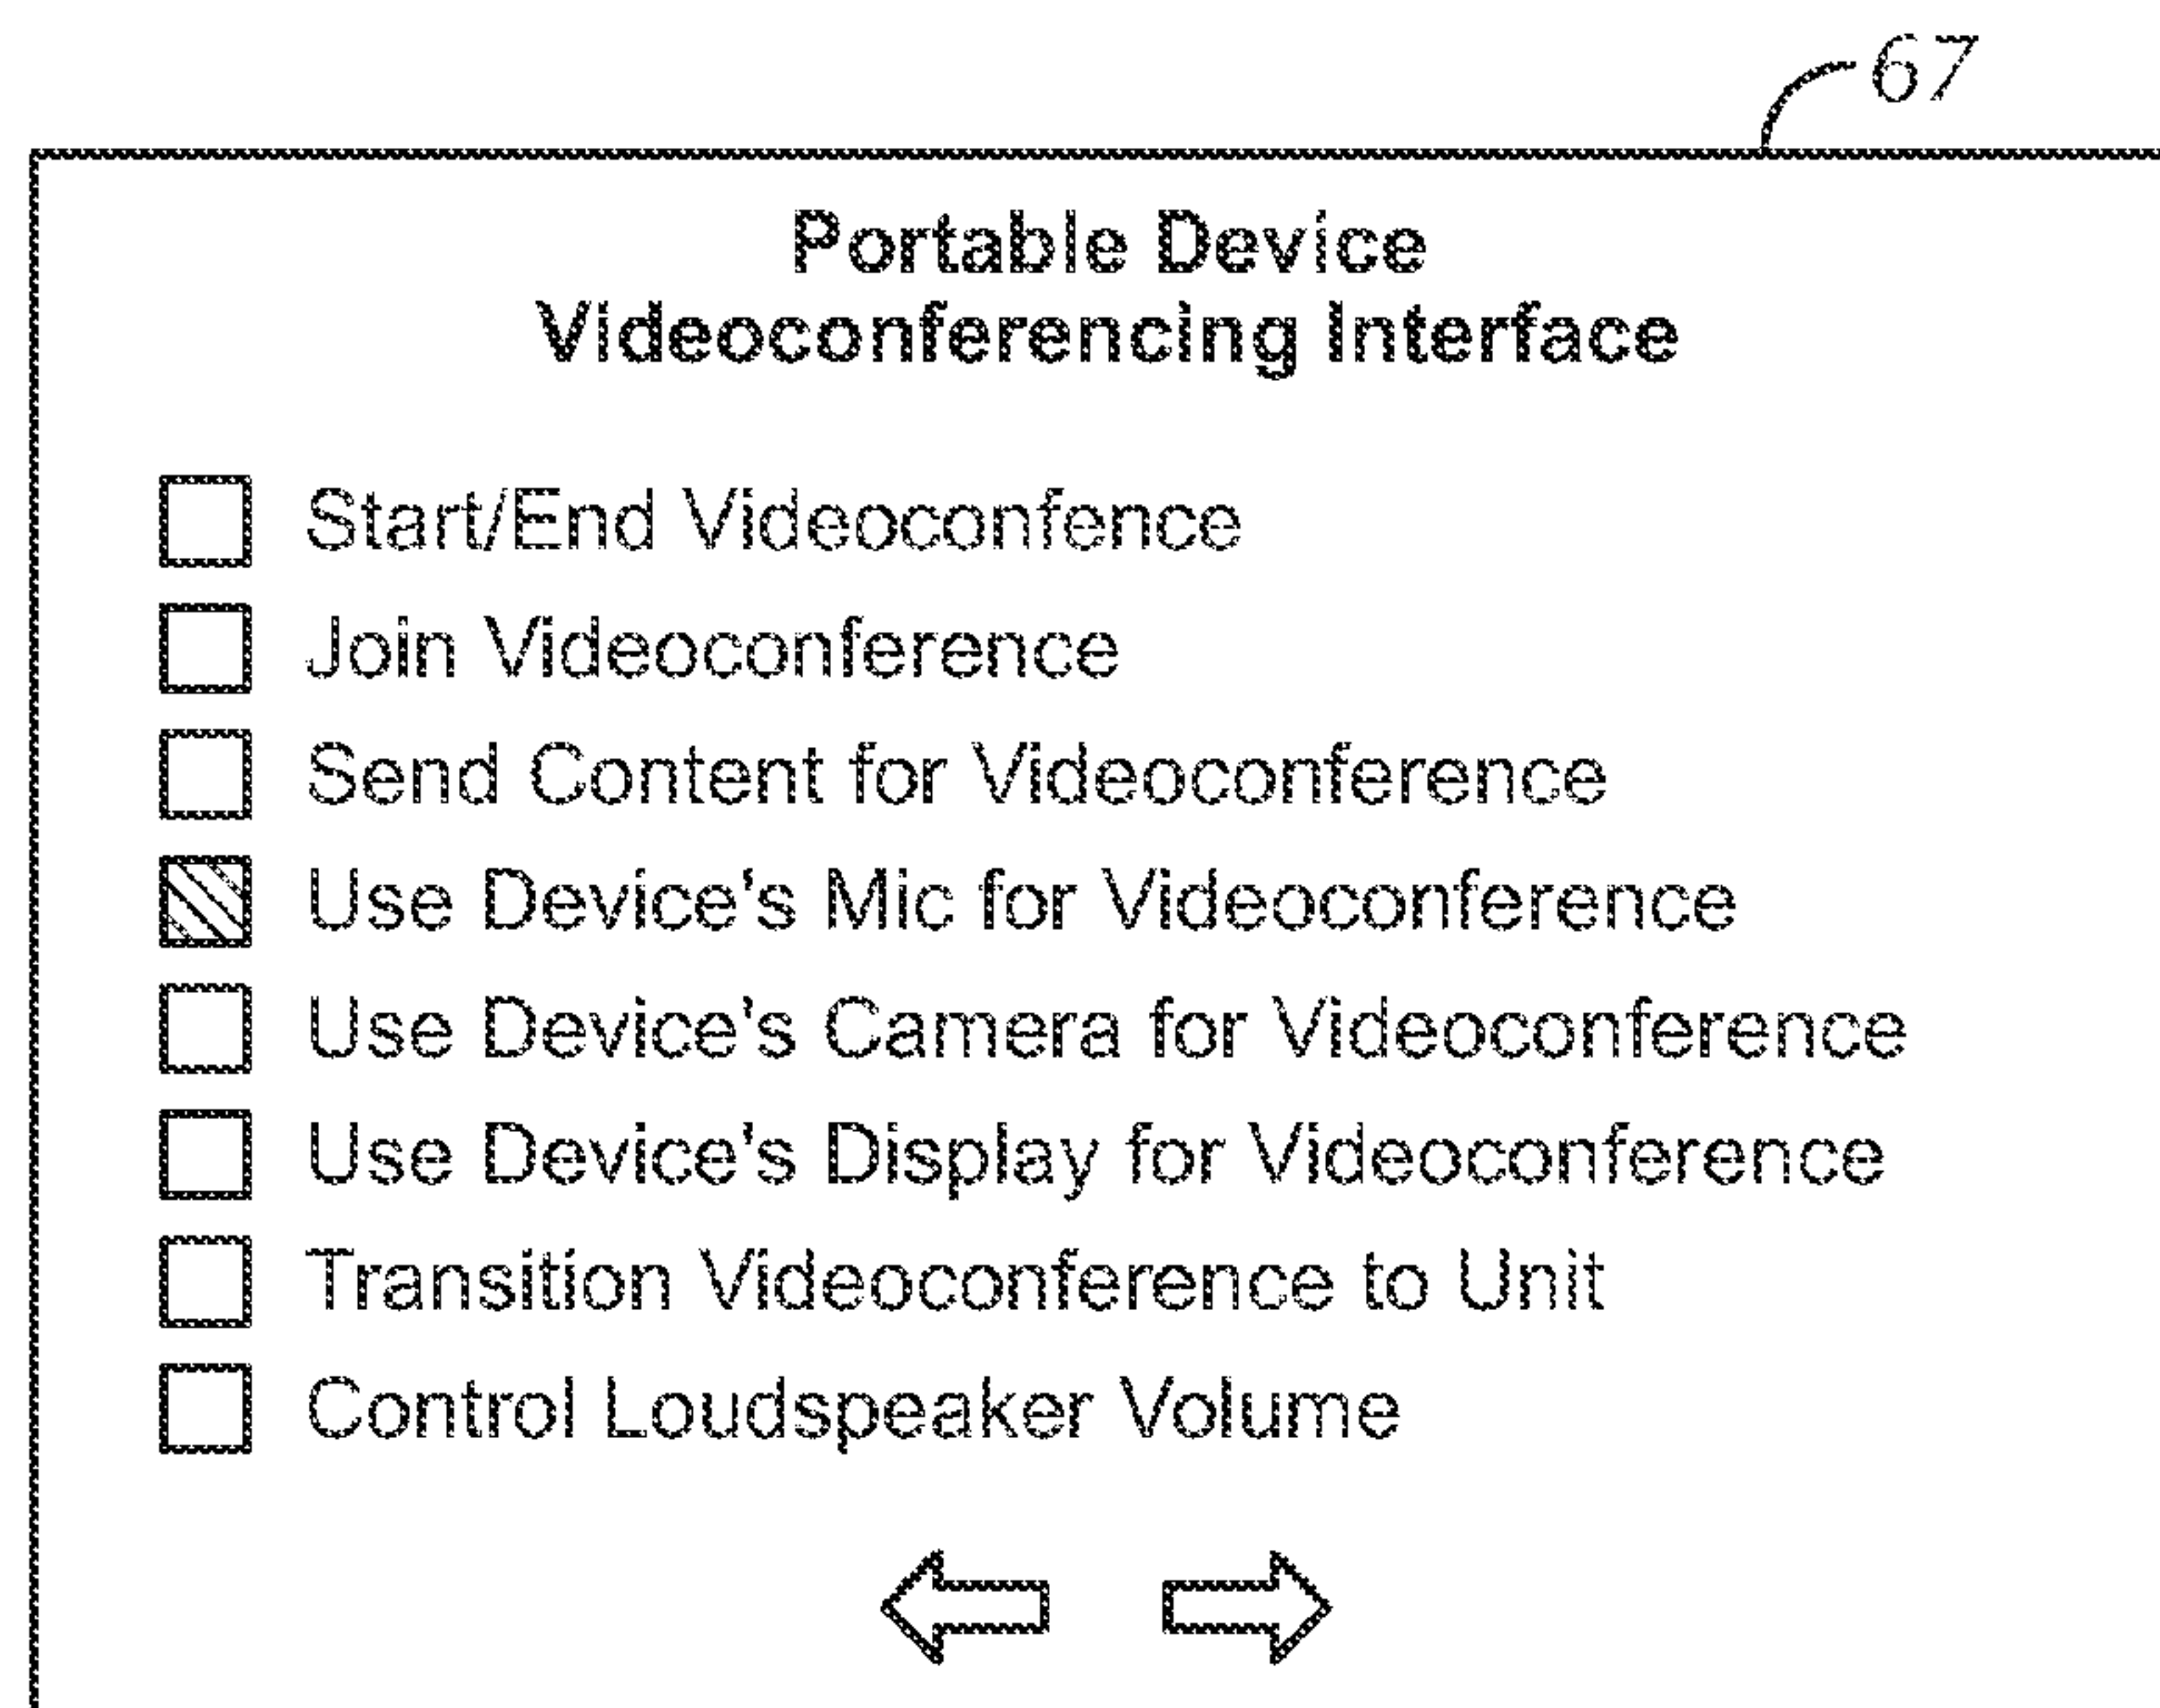 67
Portable Device
Videoconferencing Interface
Start/End Videoconfence
Join Videoconference
Send Content for Videoconference
Use Device's Mic for Videoconference
Use Device's Camera for Videoconference
Use Device's Display for Videoconference
Transition Videoconference to Unit
Control Loudspeaker Volume